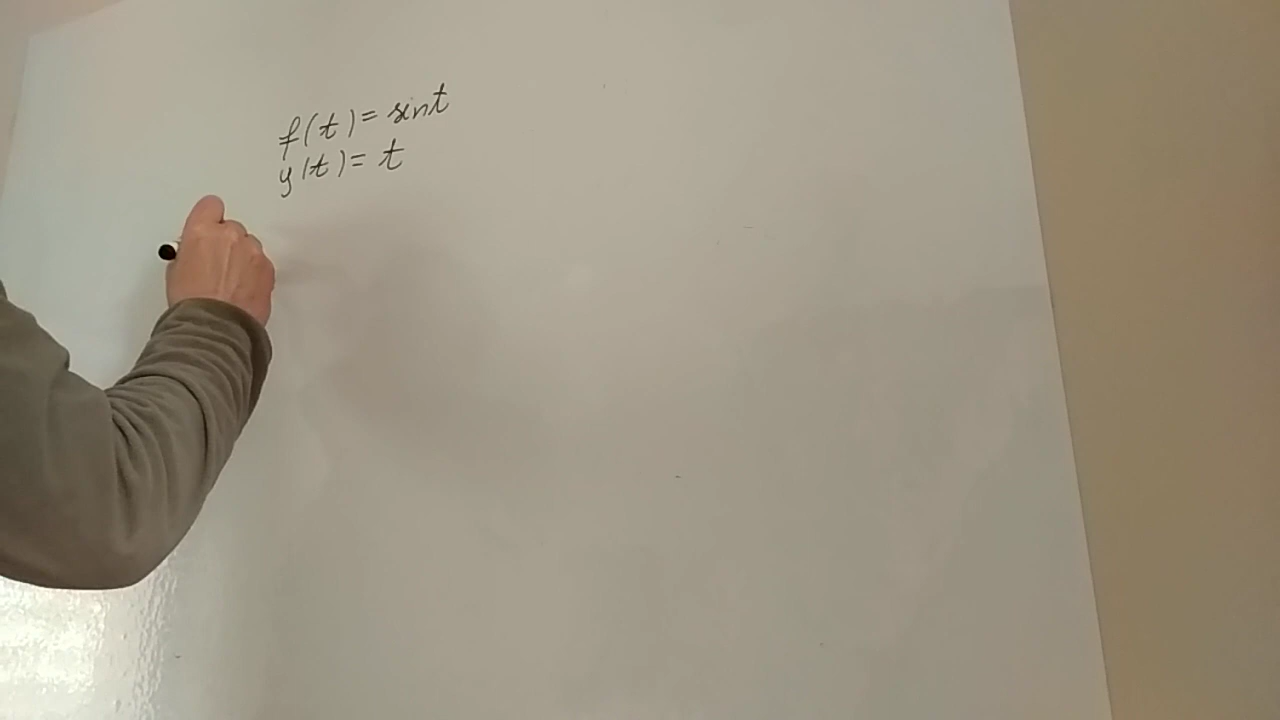 f(t) = sint
y(t) = t